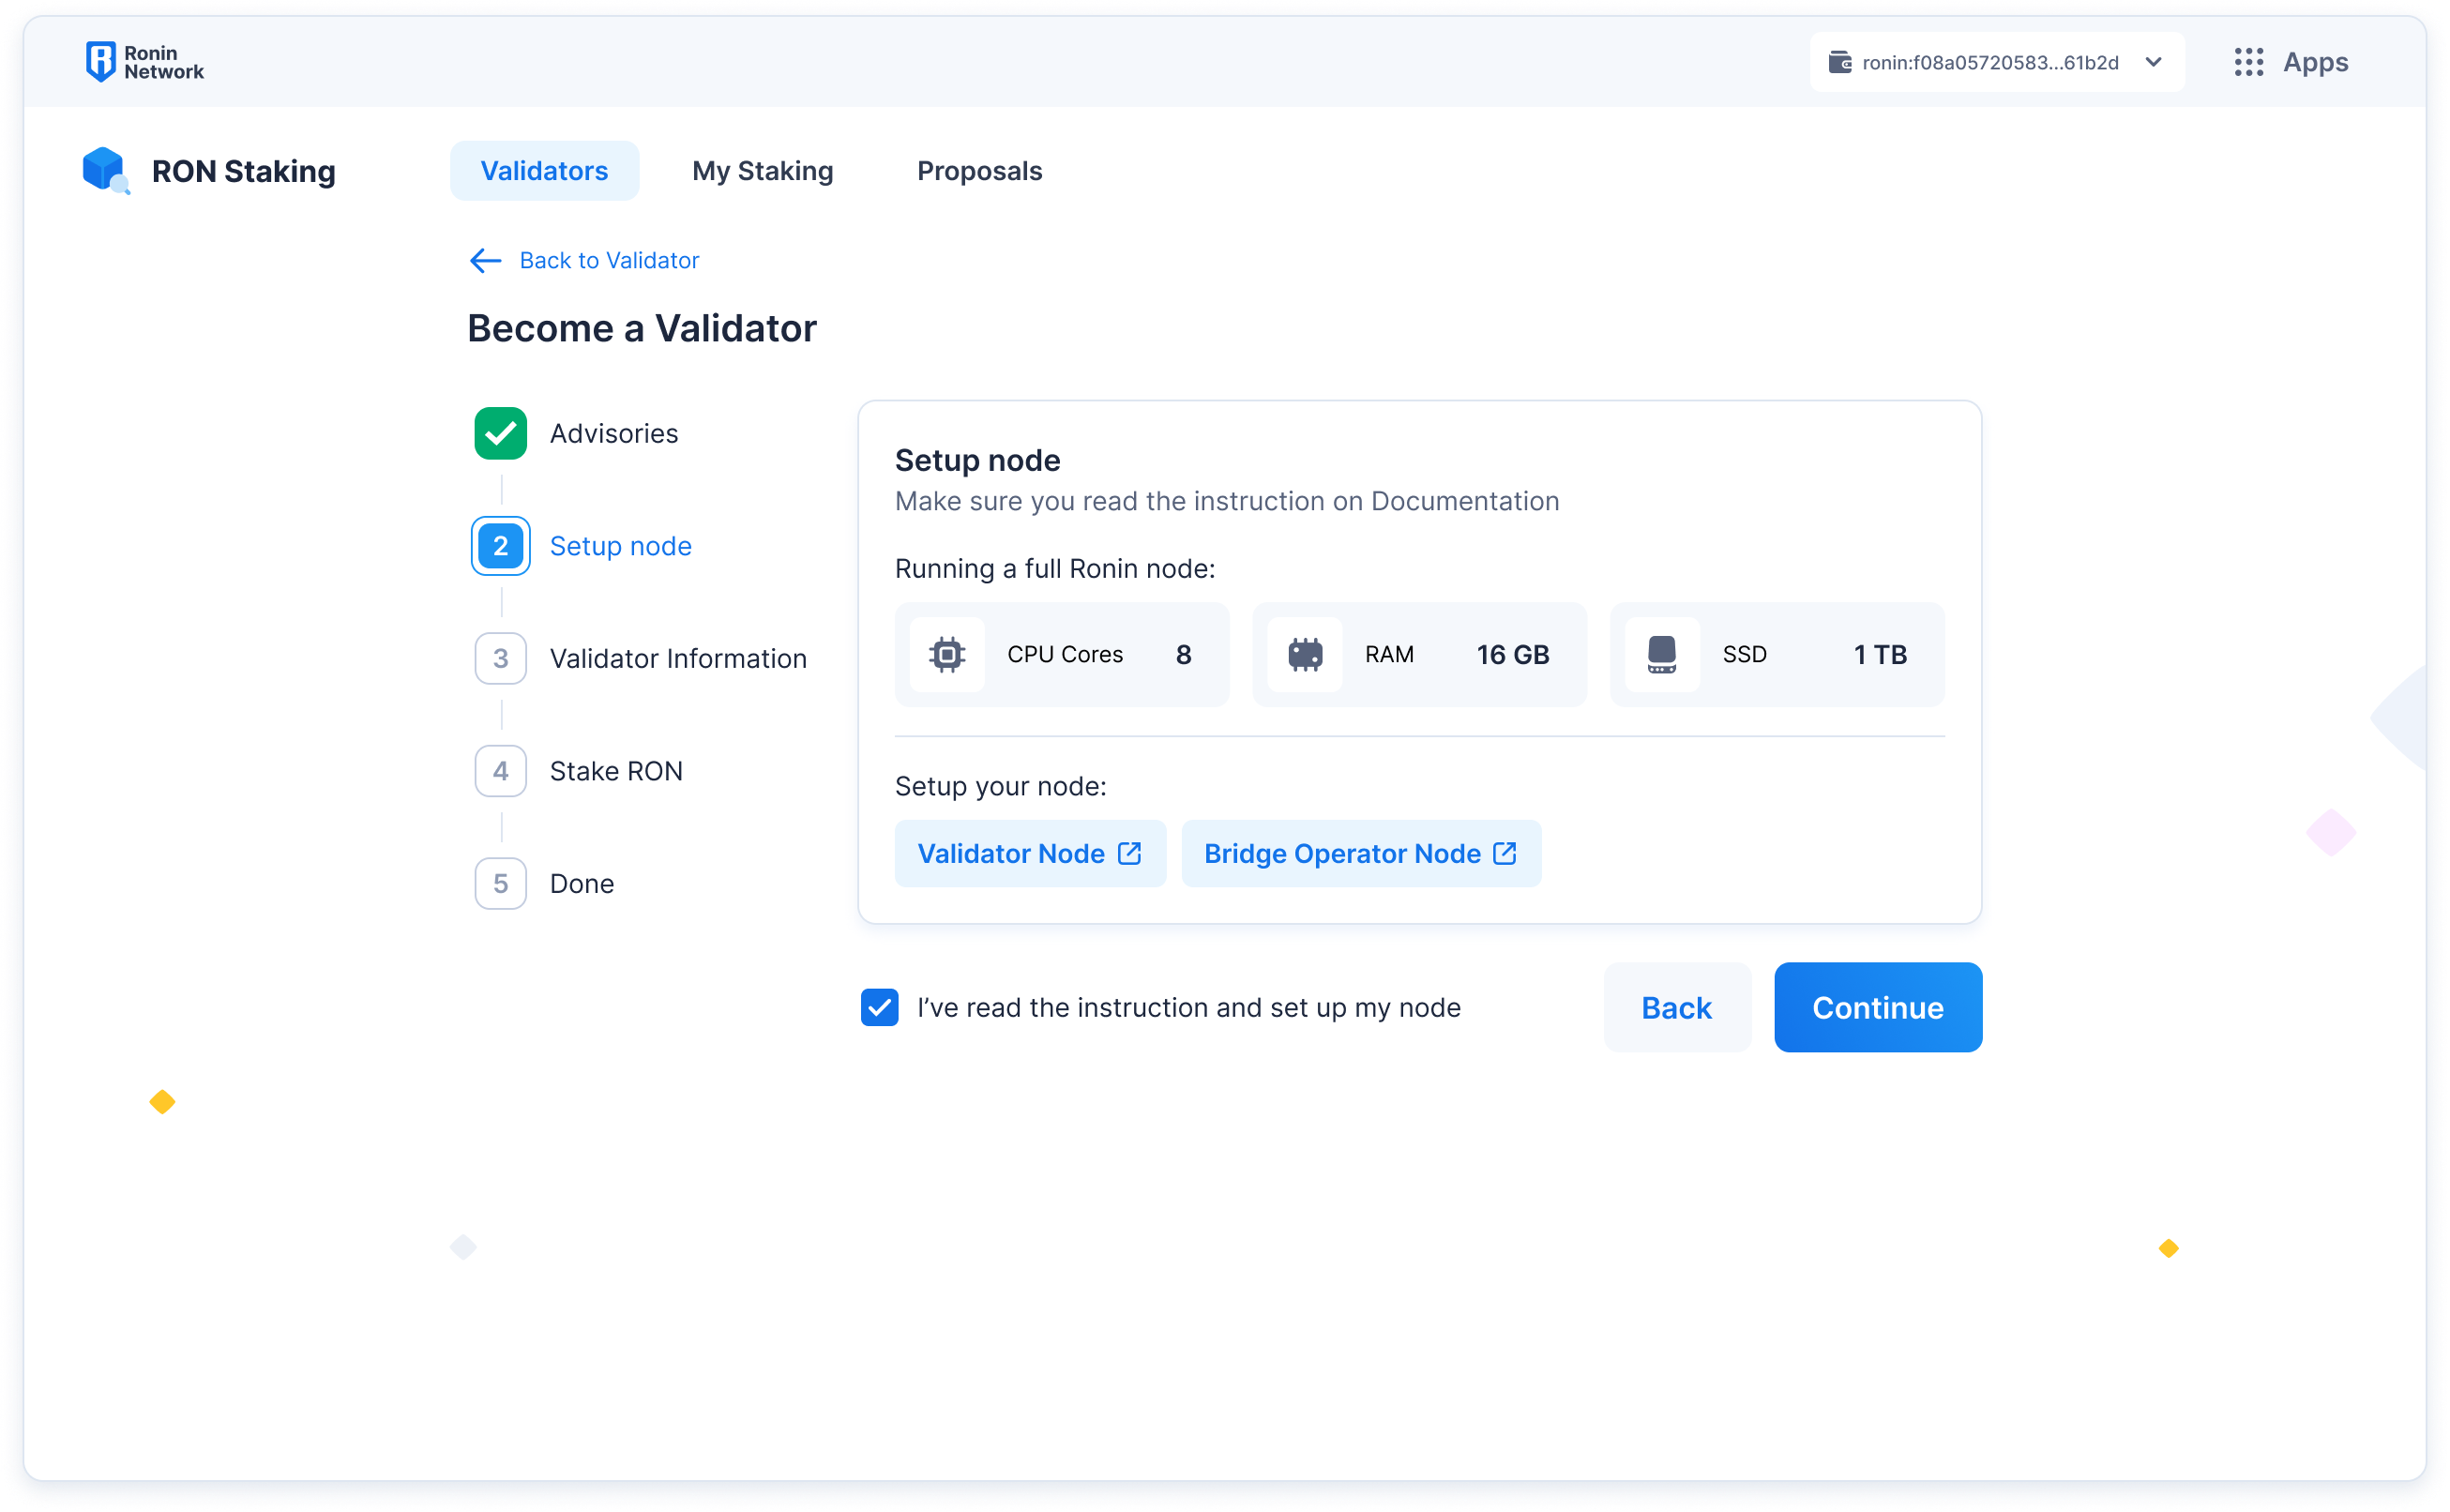 Ronin
Network
ronin:f08a05720583...61b2d
Apps
RON Staking
Validators
My Staking
Proposals
Back to Validator
Become a Validator
Advisories
2
Setup node
3
Validator Information
4
Stake RON
5
Done
Setup node
Make sure you read the instruction on Documentation
Running a full Ronin node:
CPU Cores 8
RAM 16 GB
SSD 1 TB
Setup your node:
Validator Node
Bridge Operator Node
I’ve read the instruction and set up my node
Back
Continue